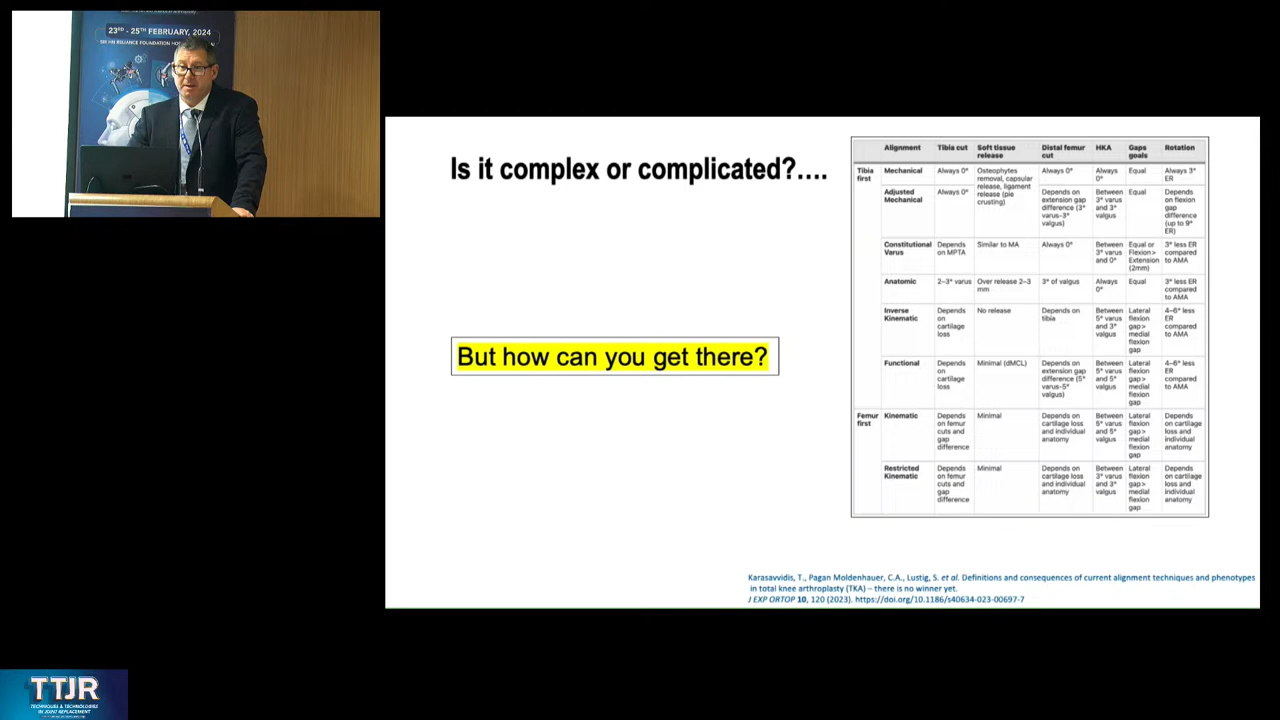 23RD - 25TH FEBRUARY, 2024
Is it complex or complicated?....
But how can you get there?
Alignment Tibia cut Soft tissue release Distal femur cut HKA Gaps goals Rotation
Tibia first Mechanical Always 0° Osteophytes removal, capsular release, ligament release (pie crusting) Always 0° Always 0° Equal Always 3° ER
Adjusted Mechanical Always 0° Depends on extension gap difference (3° varus-3° valgus) Between 3° varus and 3° valgus Equal Depends on flexion gap difference (up to 9° ER)
Constitutional Varus Depends on MPTA Similar to MA Always 0° Between 3° varus and 0° Equal or Flexion> Extension (2mm) 3° less ER compared to AMA
Anatomic 2–3° varus Over release 2–3 mm 3° of valgus Always 0° Equal 3° less ER compared to AMA
Inverse Kinematic Depends on cartilage loss No release Depends on tibia Between 5° varus and 3° valgus Lateral flexion gap> medial flexion gap 4–6° less ER compared to AMA
Functional Depends on cartilage loss Minimal (dMCL) Depends on extension gap difference (5° varus-5° valgus) Between 5° varus and 5° valgus Lateral flexion gap> medial flexion gap 4–6° less ER compared to AMA
Femur first Kinematic Depends on femur cuts and gap difference Minimal Depends on cartilage loss and individual anatomy Between 5° varus and 5° valgus Lateral flexion gap> medial flexion gap Depends on cartilage loss and individual anatomy
Restricted Kinematic Depends on femur cuts and gap difference Minimal Depends on cartilage loss and individual anatomy Between 3° varus and 3° valgus Lateral flexion gap> medial flexion gap Depends on cartilage loss and individual anatomy
Karasavvidis, T., Pagan Moldenhauer, C.A., Lustig, S. et al. Definitions and consequences of current alignment techniques and phenotypes
in total knee arthroplasty (TKA) – there is no winner yet.
J EXP ORTOP 10, 120 (2023). https://doi.org/10.1186/s40634-023-00697-7
TTJR
TECHNIQUES & TECHNOLOGIES
IN JOINT REPLACEMENT